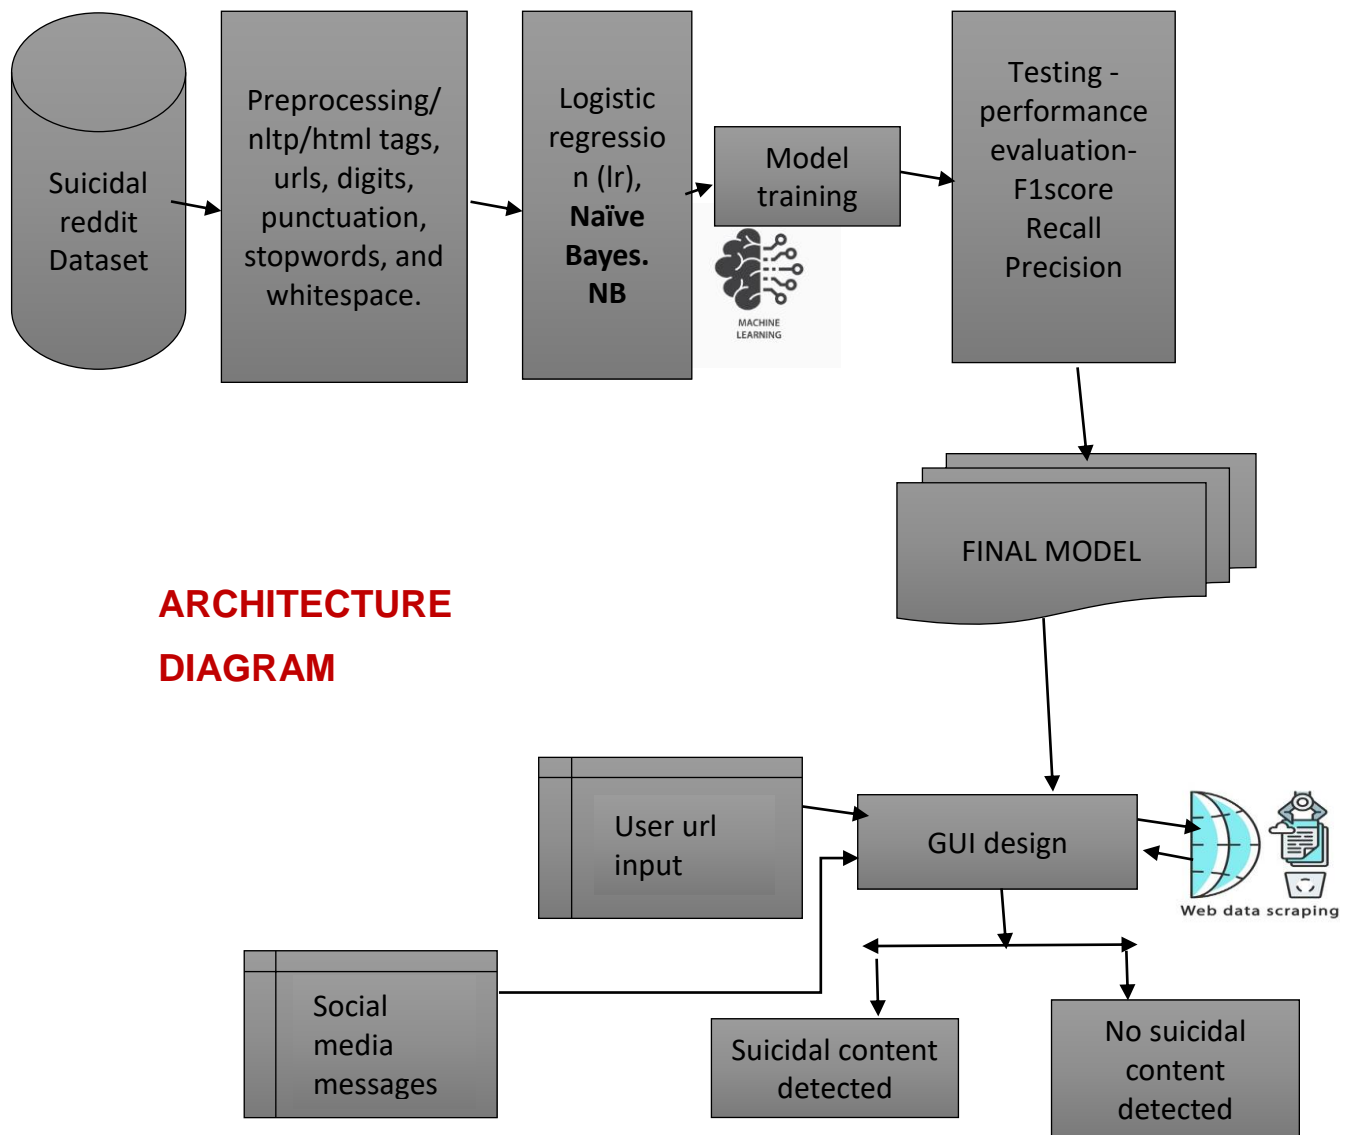 Suicidal
reddit
Dataset
Preprocessing/
nltp/html tags,
urls, digits,
punctuation,
stopwords, and
whitespace.
Logistic
regressio
n (lr),
Naïve
Bayes.
NB
Model
training
MACHINE
LEARNING
Testing -
performance
evaluation-
F1score
Recall
Precision
FINAL MODEL
ARCHITECTURE
DIAGRAM
User url
input
GUI design
Web data scraping
Social
media
messages
Suicidal content
detected
No suicidal
content
detected